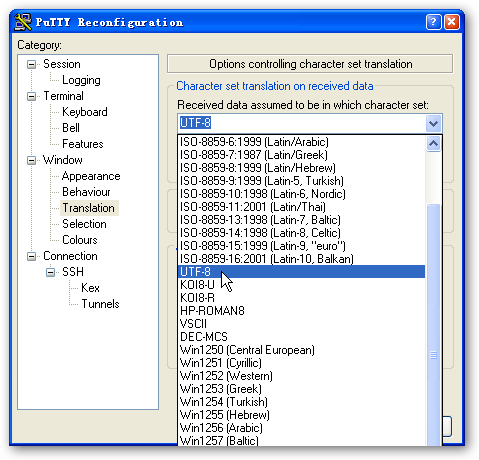 PuTTY Reconfiguration
Category:
Session
Logging
Terminal
Keyboard
Bell
Features
Window
Appearance
Behaviour
Translation
Selection
Colours
Connection
SSH
Kex
Tunnels
Options controlling character set translation
Character set translation on received data
Received data assumed to be in which character set:
UTF-8
ISO-8859-6:1999 (Latin/Arabic)
ISO-8859-7:1987 (Latin/Greek)
ISO-8859-8:1999 (Latin/Hebrew)
ISO-8859-9:1999 (Latin-5, Turkish)
ISO-8859-10:1998 (Latin-6, Nordic)
ISO-8859-11:2001 (Latin/Thai)
ISO-8859-13:1998 (Latin-7, Baltic)
ISO-8859-14:1998 (Latin-8, Celtic)
ISO-8859-15:1999 (Latin-9, "euro")
ISO-8859-16:2001 (Latin-10, Balkan)
UTF-8
KOI8-U
KOI8-R
HP-ROMAN8
VSCII
DEC-MCS
Win1250 (Central European)
Win1251 (Cyrillic)
Win1252 (Western)
Win1253 (Greek)
Win1254 (Turkish)
Win1255 (Hebrew)
Win1256 (Arabic)
Win1257 (Baltic)